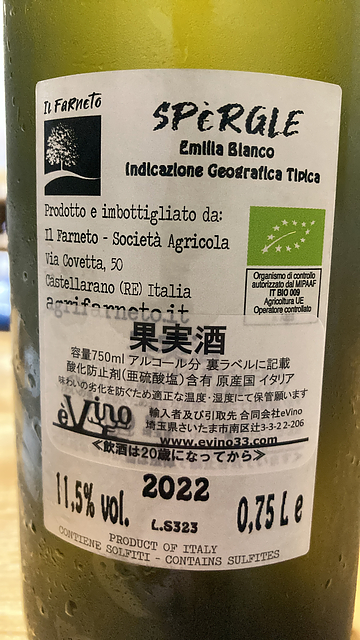 Il Farneto
SPèRGLE
Emilia Bianco
Indicazione Geografica Tipica
Prodotto e imbottigliato da:
Il Farneto - Società Agricola
Via Covetta, 50
Castellarano (RE) Italia
agrifarneto.it
Organismo di controllo
autorizzato dal MIPAAF
IT BIO 009
Agricoltura UE
Operatore controllato
果実酒
容量750ml アルコール分 裏ラベルに記載
酸化防止剤(亜硫酸塩)含有 原産国 イタリア
味わいの劣化を防ぐため適正な温度・湿度にて保管願います
eVino
輸入者及び引取先 合同会社eVino
埼玉県さいたま市南区辻3-3-2 2-206
www.evino33.com
≪飲酒は20歳になってから≫
11.5% vol.
2022
L.S323
0,75 L e
PRODUCT OF ITALY
CONTIENE SOLFITI - CONTAINS SULFITES